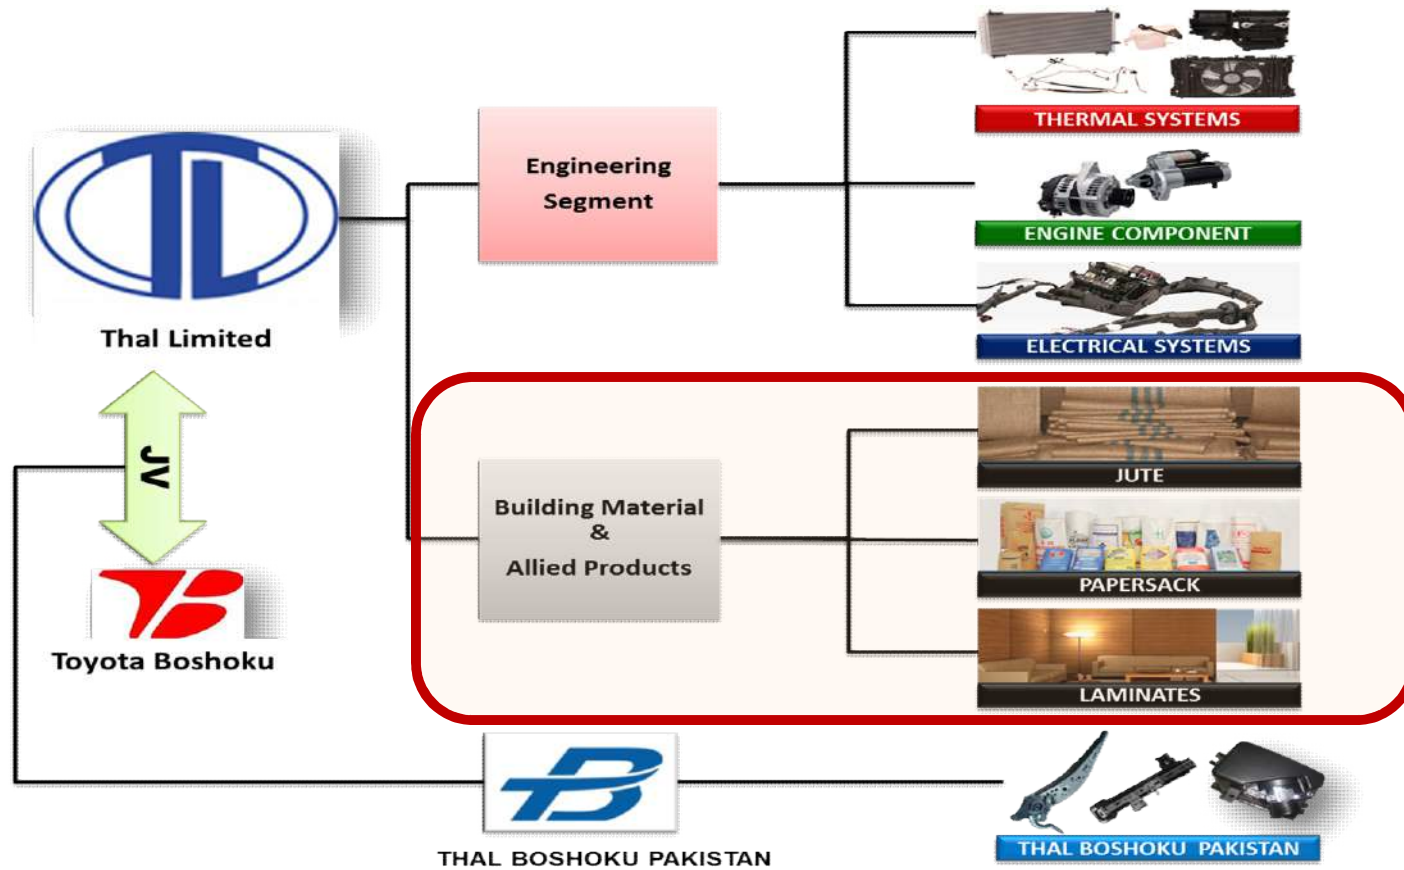 THERMAL SYSTEMS
Engineering
Segment
ENGINE COMPONENT
ELECTRICAL SYSTEMS
Thal Limited
JV
Toyota Boshoku
Building Material
&
Allied Products
JUTE
PAPERSACK
LAMINATES
THAL BOSHOKU PAKISTAN
THAL BOSHOKU PAKISTAN